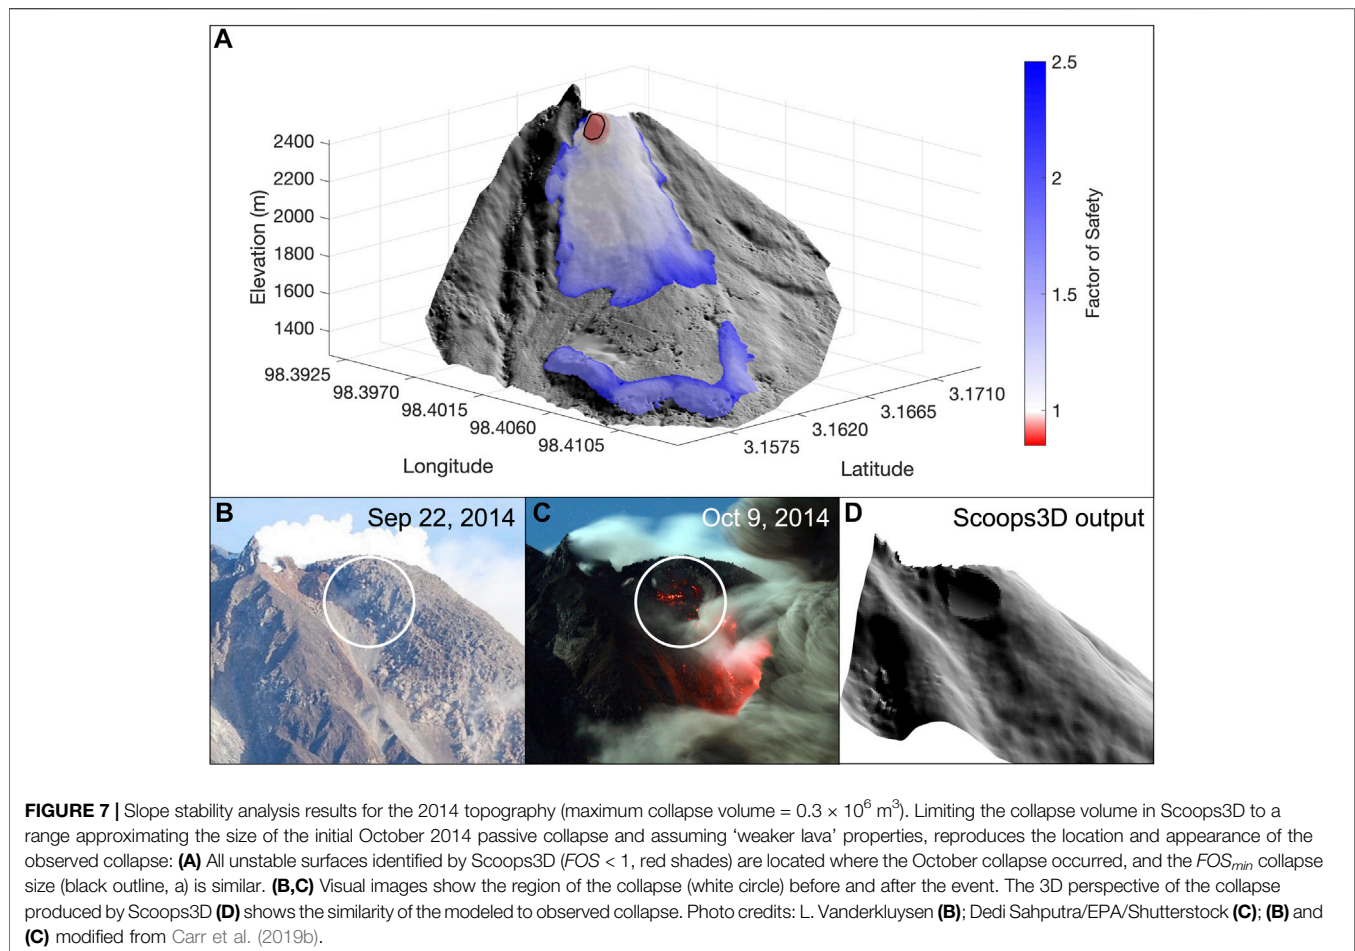 A
2400
2200
2000
1800
1600
1400
Elevation (m)
98.3925
98.3970
98.4015
98.4060
98.4105
Longitude
3.1575
3.1620
3.1665
3.1710
Latitude
2.5
2
1.5
1
Factor of Safety
B
Sep 22, 2014
C
Oct 9, 2014
D
Scoops3D output
FIGURE 7 | Slope stability analysis results for the 2014 topography (maximum collapse volume = 0.3 × 10⁶ m³). Limiting the collapse volume in Scoops3D to a
range approximating the size of the initial October 2014 passive collapse and assuming ‘weaker lava’ properties, reproduces the location and appearance of the
observed collapse: (A) All unstable surfaces identified by Scoops3D (FOS < 1, red shades) are located where the October collapse occurred, and the FOSmin collapse
size (black outline, a) is similar. (B,C) Visual images show the region of the collapse (white circle) before and after the event. The 3D perspective of the collapse
produced by Scoops3D (D) shows the similarity of the modeled to observed collapse. Photo credits: L. Vanderkluysen (B); Dedi Sahputra/EPA/Shutterstock (C); (B) and
(C) modified from Carr et al. (2019b).